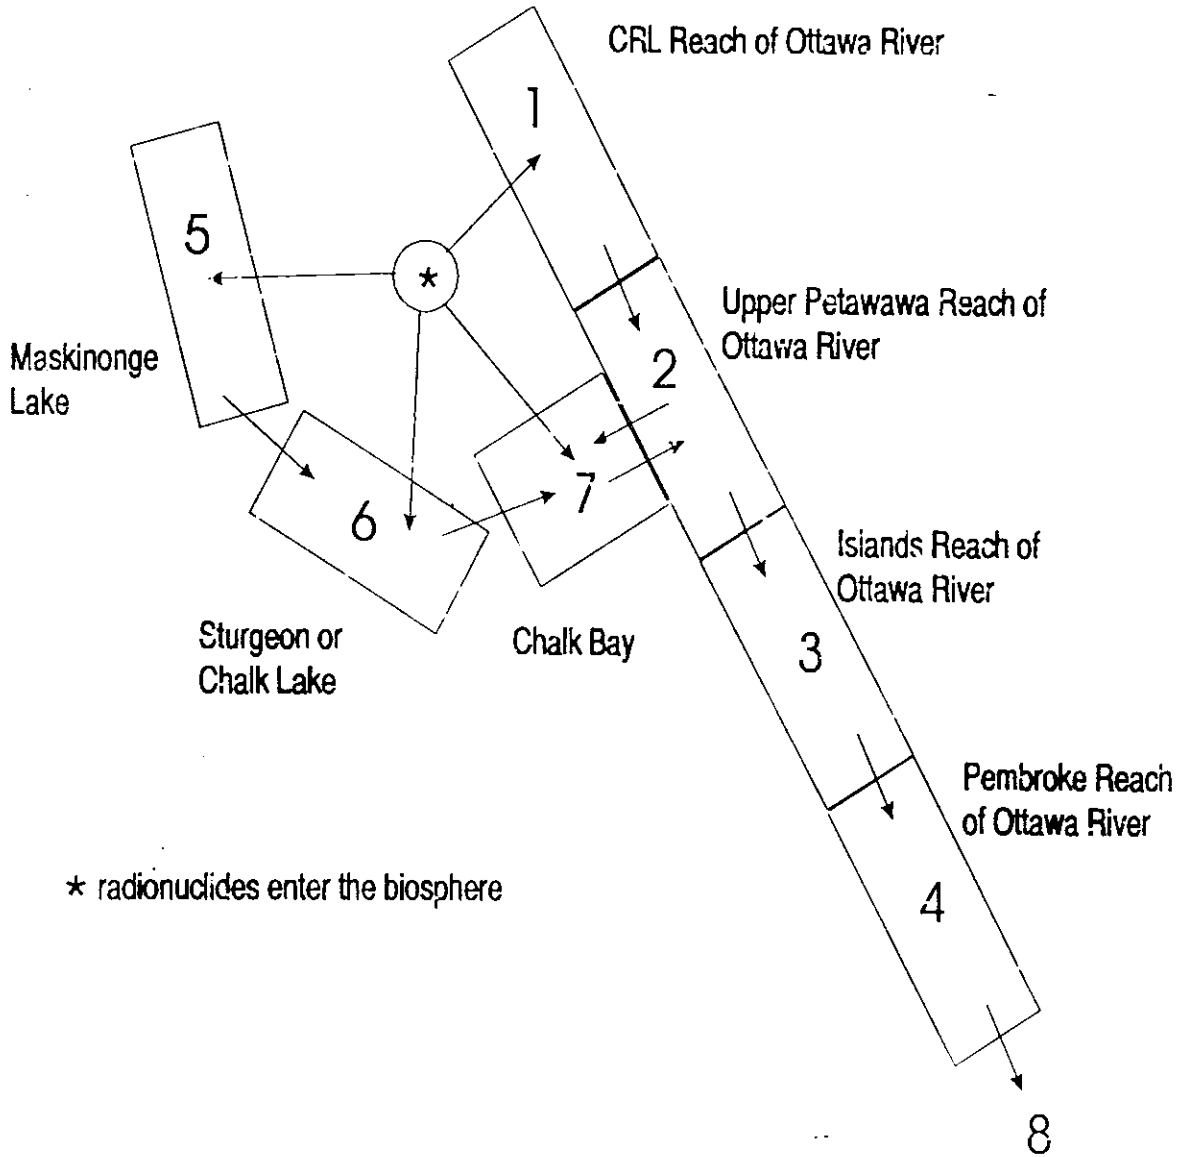 CRL Reach of Ottawa River
1
5
*
Upper Petawawa Reach of
Ottawa River
Maskinonge
Lake
2
7
6
Islands Reach of
Ottawa River
Sturgeon or
Chalk Lake
Chalk Bay
3
Pembroke Reach
of Ottawa River
* radionuclides enter the biosphere
4
8